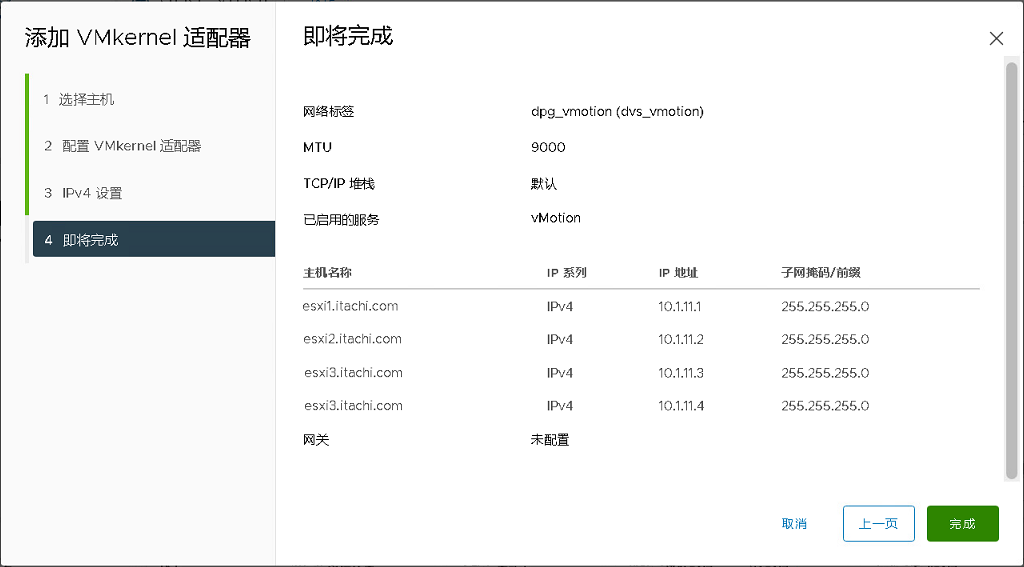 添加 VMkernel 适配器
1 选择主机
2 配置 VMkernel 适配器
3 IPv4 设置
4 即将完成
即将完成
网络标签 dpg_vmotion (dvs_vmotion)
MTU 9000
TCP/IP 堆栈 默认
已启用的服务 vMotion
主机名称 IP 系列 IP 地址 子网掩码/前缀
esxi1.itachi.com IPv4 10.1.11.1 255.255.255.0
esxi2.itachi.com IPv4 10.1.11.2 255.255.255.0
esxi3.itachi.com IPv4 10.1.11.3 255.255.255.0
esxi3.itachi.com IPv4 10.1.11.4 255.255.255.0
网关 未配置
取消 上一页 完成